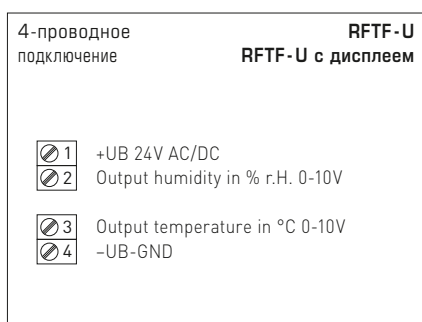 4-проводное RFTF-U
подключение RFTF-U с дисплеем
1 +UB 24V AC/DC
2 Output humidity in % r.H. 0-10V
3 Output temperature in °C 0-10V
4 –UB-GND